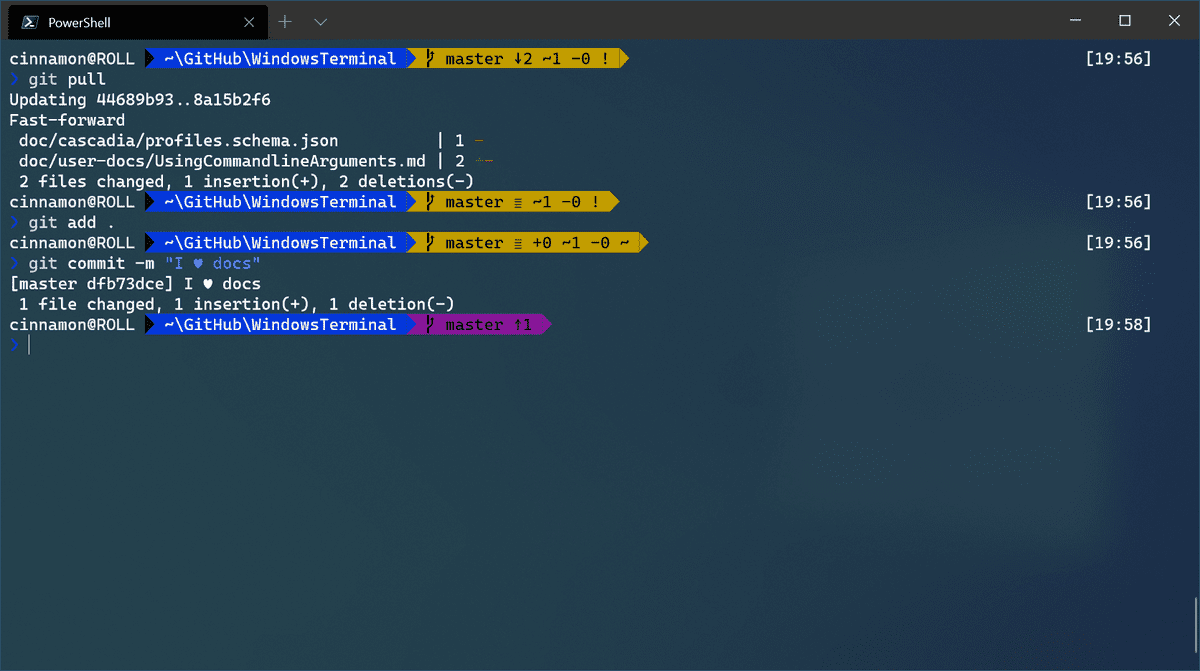 PowerShell
cinnamon@ROLL ~\GitHub\WindowsTerminal master ↓2 ~1 -0 ! [19:56]
❯ git pull
Updating 44689b93..8a15b2f6
Fast-forward
doc/cascadia/profiles.schema.json | 1 -
doc/user-docs/UsingCommandlineArguments.md | 2 +-
2 files changed, 1 insertion(+), 2 deletions(-)
cinnamon@ROLL ~\GitHub\WindowsTerminal master ≡ ~1 -0 ! [19:56]
❯ git add .
cinnamon@ROLL ~\GitHub\WindowsTerminal master ≡ +0 ~1 -0 ~ [19:56]
❯ git commit -m "I ♥ docs"
[master dfb73dce] I ♥ docs
1 file changed, 1 insertion(+), 1 deletion(-)
cinnamon@ROLL ~\GitHub\WindowsTerminal master ↑1 [19:58]
❯